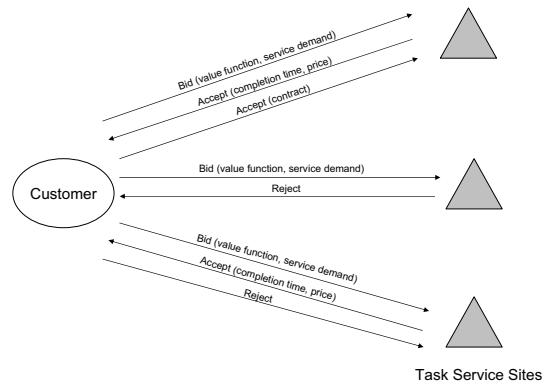 Bid (value function, service demand)
Accept (completion time, price)
Accept (contract)
Bid (value function, service demand)
Reject
Customer
Bid (value function, service demand)
Accept (completion time, price)
Reject
Task Service Sites